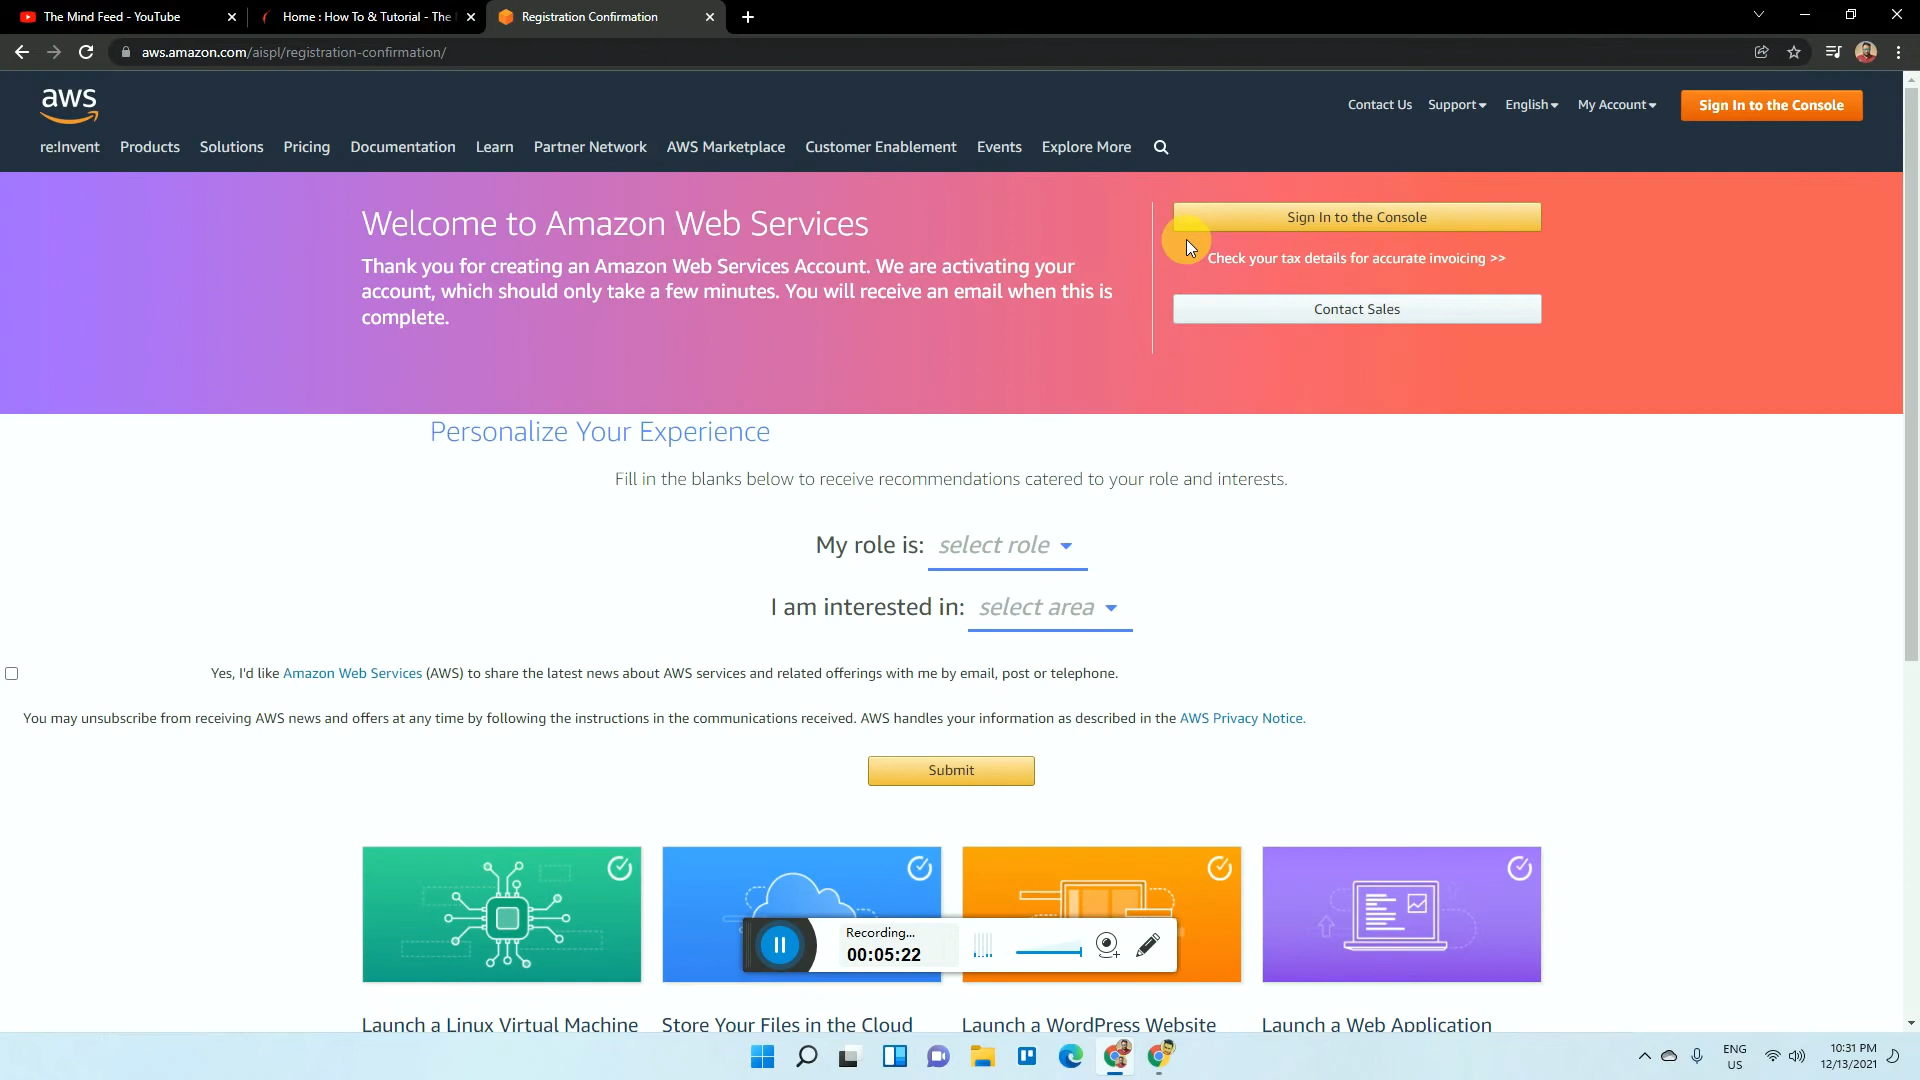 The Mind Feed - YouTube
Home : How To & Tutorial - The
Registration Confirmation
aws.amazon.com/aispl/registration-confirmation/
aws
Contact Us Support English My Account Sign In to the Console
re:Invent Products Solutions Pricing Documentation Learn Partner Network AWS Marketplace Customer Enablement Events Explore More
Welcome to Amazon Web Services
Thank you for creating an Amazon Web Services Account. We are activating your
account, which should only take a few minutes. You will receive an email when this is
complete.
Sign In to the Console
Check your tax details for accurate invoicing >>
Contact Sales
Personalize Your Experience
Fill in the blanks below to receive recommendations catered to your role and interests.
My role is: select role
I am interested in: select area
Yes, I'd like Amazon Web Services (AWS) to share the latest news about AWS services and related offerings with me by email, post or telephone.
You may unsubscribe from receiving AWS news and offers at any time by following the instructions in the communications received. AWS handles your information as described in the AWS Privacy Notice.
Submit
Recording...
00:05:22
Launch a Linux Virtual Machine
Store Your Files in the Cloud
Launch a WordPress Website
Launch a Web Application
ENG
US
10:31 PM
12/13/2021